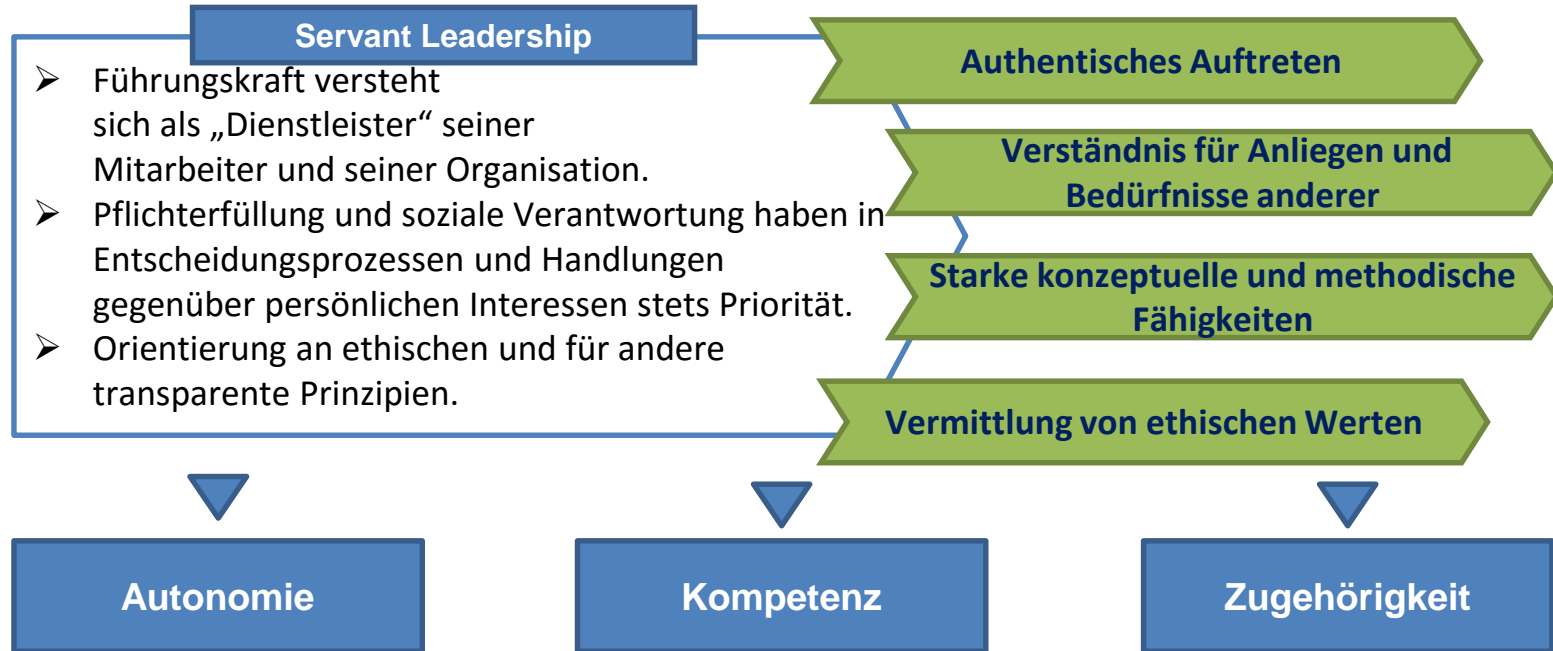 Servant Leadership
➢ Führungskraft versteht
sich als „Dienstleister“ seiner
Mitarbeiter und seiner Organisation.
➢ Pflichterfüllung und soziale Verantwortung haben in
Entscheidungsprozessen und Handlungen
gegenüber persönlichen Interessen stets Priorität.
➢ Orientierung an ethischen und für andere
transparente Prinzipien.
Authentisches Auftreten
Verständnis für Anliegen und
Bedürfnisse anderer
Starke konzeptuelle und methodische
Fähigkeiten
Vermittlung von ethischen Werten
Autonomie
Kompetenz
Zugehörigkeit